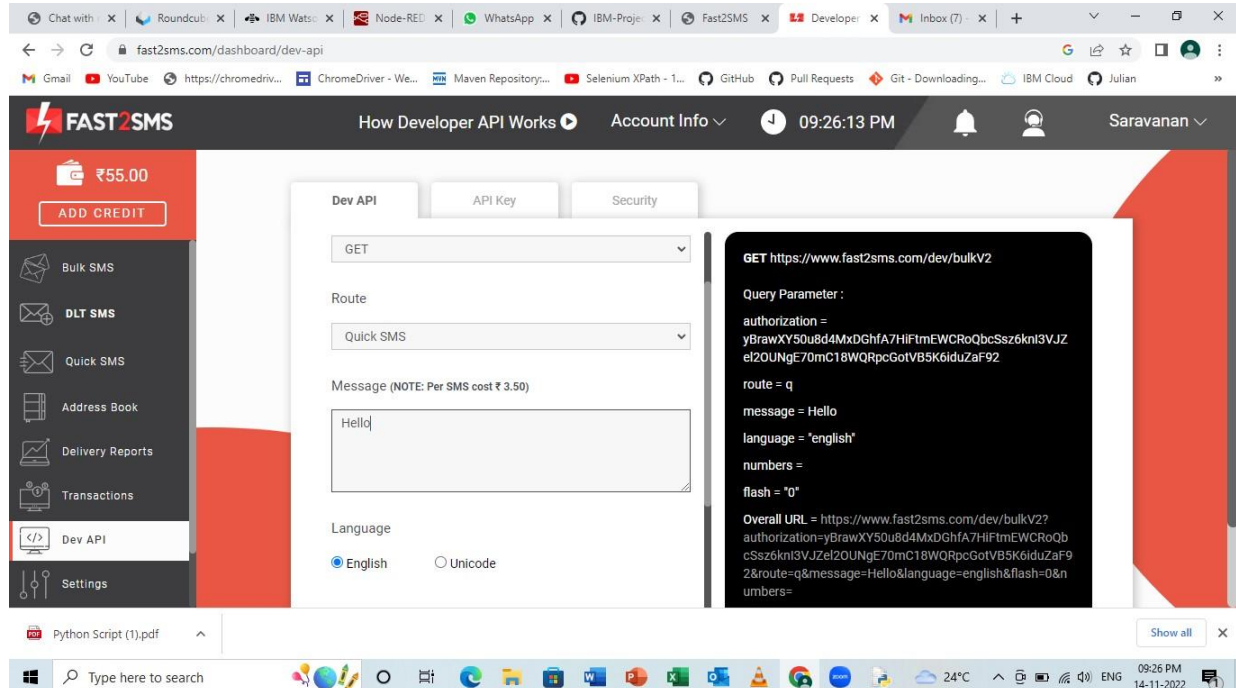 Chat with
Roundcub
IBM Watso
Node-RED
WhatsApp
IBM-Proje
Fast2SMS
Developer
Inbox (7) -
fast2sms.com/dashboard/dev-api
Gmail
YouTube
https://chromedriv...
ChromeDriver - We...
Maven Repository:...
Selenium XPath - 1...
GitHub
Pull Requests
Git - Downloading...
IBM Cloud
Julian
»
FAST2SMS
How Developer API Works
Account Info
09:26:13 PM
Saravanan
₹55.00
ADD CREDIT
Bulk SMS
DLT SMS
Quick SMS
Address Book
Delivery Reports
Transactions
Dev API
Settings
Dev API
API Key
Security
GET
Route
Quick SMS
Message (NOTE: Per SMS cost ₹ 3.50)
Hello
Language
English
Unicode
GET https://www.fast2sms.com/dev/bulkV2
Query Parameter :
authorization =
yBrawXY50u8d4MxDGhfA7HiFtmEWCRoQbcSsz6knI3VJZ
el2OUNgE70mC18WQRpcGotVB5K6iduZaF92
route = q
message = Hello
language = "english"
numbers =
flash = "0"
Overall URL = https://www.fast2sms.com/dev/bulkV2?
authorization=yBrawXY50u8d4MxDGhfA7HiFtmEWCRoQb
cSsz6knI3VJZel2OUNgE70mC18WQRpcGotVB5K6iduZaF9
2&route=q&message=Hello&language=english&flash=0&n
umbers=
Python Script (1).pdf
Show all
Type here to search
24°C
ENG
09:26 PM
14-11-2022